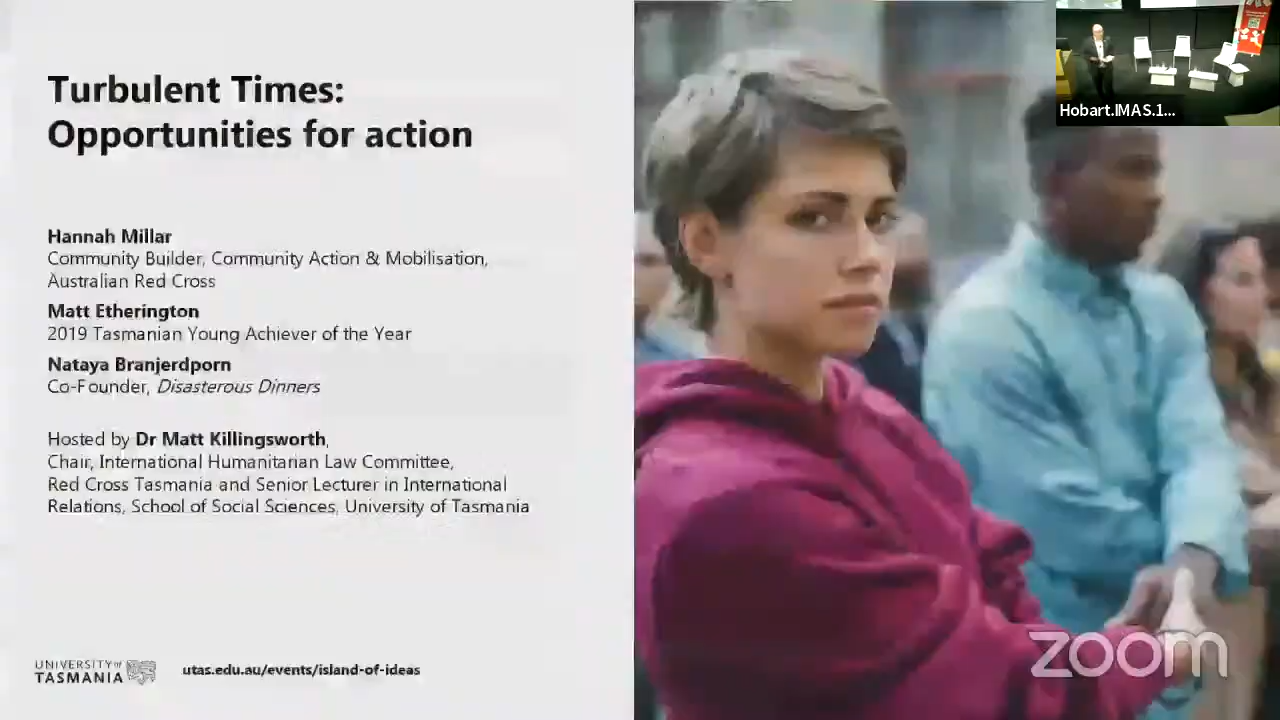 Turbulent Times:
Opportunities for action
Hannah Millar
Community Builder, Community Action & Mobilisation,
Australian Red Cross
Matt Etherington
2019 Tasmanian Young Achiever of the Year
Nataya Branjerdporn
Co-Founder, Disasterous Dinners
Hosted by Dr Matt Killingsworth,
Chair, International Humanitarian Law Committee,
Red Cross Tasmania and Senior Lecturer in International
Relations, School of Social Sciences, University of Tasmania
UNIVERSITY of
TASMANIA
utas.edu.au/events/island-of-ideas
Hobart.IMAS.1...
zoom